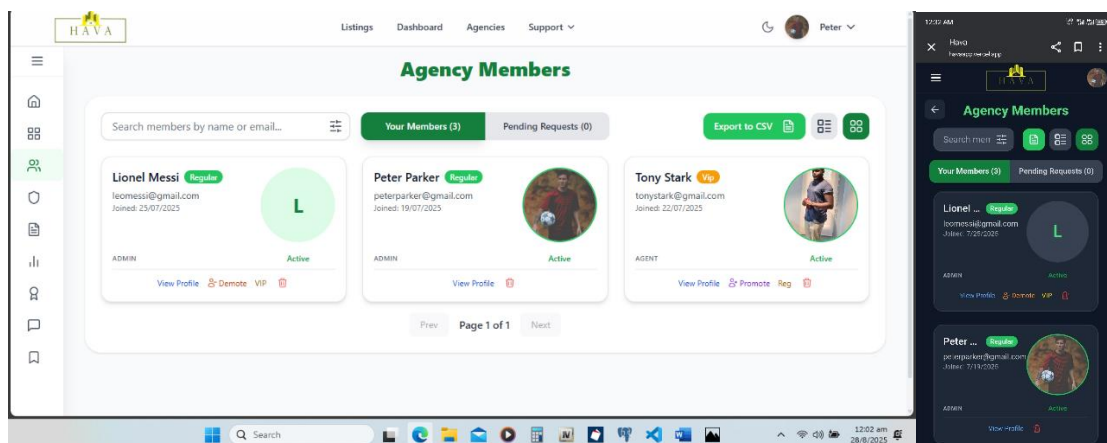 HAVA
Listings Dashboard Agencies Support
Peter
Agency Members
Search members by name or email...
Your Members (3) Pending Requests (0)
Export to CSV
Lionel Messi Regular
leomessi@gmail.com
Joined: 25/07/2025
L
ADMIN Active
View Profile Demote VIP
Peter Parker Regular
peterparker@gmail.com
Joined: 19/07/2025
ADMIN Active
View Profile
Tony Stark Vip
tonystark@gmail.com
Joined: 22/07/2025
AGENT Active
View Profile Promote Reg
Prev Page 1 of 1 Next
Search
12:02 am
28/8/2025
12:32 AM
Hava
havaapp.vercel.app
HAVA
Agency Members
Search mem
Your Members (3) Pending Requests (0)
Lionel ... Regular
leomessi@gmail.com
Joined: 7/25/2025
L
ADMIN Active
View Profile Demote VIP
Peter ... Regular
peterparker@gmail.com
Joined: 7/19/2025
ADMIN Active
View Profile